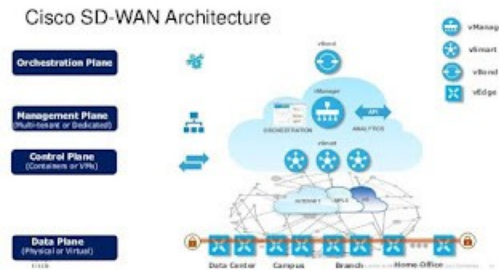 Cisco SD-WAN Architecture
vManag
vSmart
vBond
vEdge
Orchestration Plane
vBond
Management Plane
(Multi-tenant or Dedicated)
vManager
API
ORCHESTRATION
ANALYTICS
Control Plane
(Containers or VMs)
vSmart
INTERNET
MPLS
Data Plane
(Physical or Virtual)
Data Center
Campus
Branch
Home Office